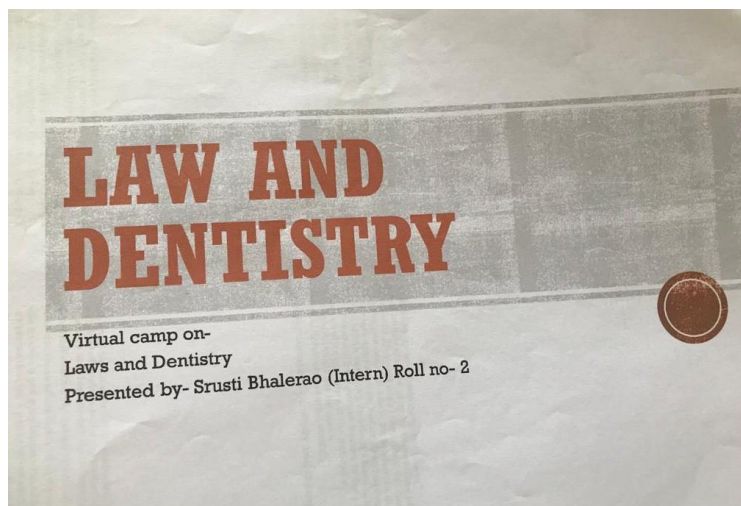 LAW AND
DENTISTRY
Virtual camp on-
Laws and Dentistry
Presented by- Srusti Bhalerao (Intern) Roll no- 2